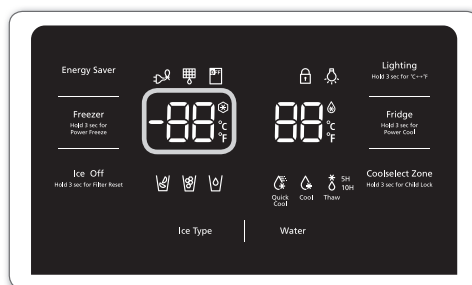 Energy Saver
OFF
Lighting
Hold 3 sec for °C↔°F
Freezer
Hold 3 sec for
Power Freeze
-88 °C
°F
88 °C
°F
Fridge
Hold 3 sec for
Power Cool
Ice Off
Hold 3 sec for Filter Reset
Quick
Cool
Cool
Thaw
5H
10H
Coolselect Zone
Hold 3 sec for Child Lock
Ice Type
Water